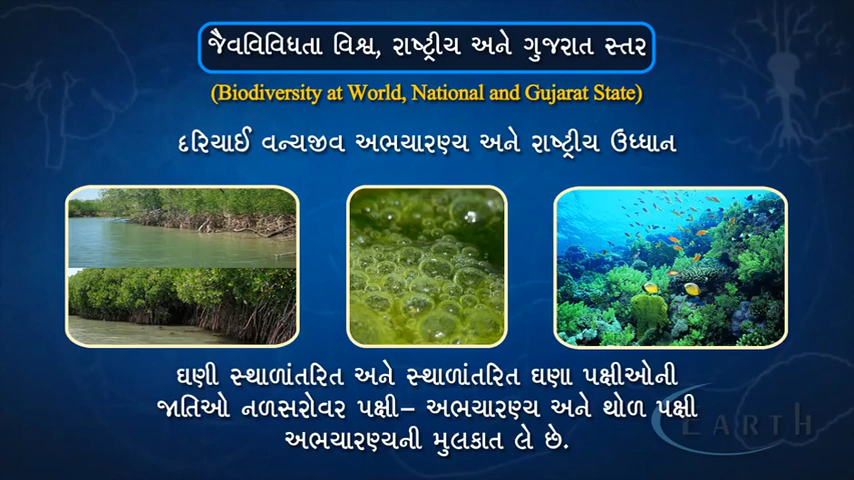 જૈવવિવિધતા વિશ્વ, રાષ્ટ્રીય અને ગુજરાત સ્તર
(Biodiversity at World, National and Gujarat State)
દરિયાઈ વન્યજીવ અભયારણ્ય અને રાષ્ટ્રીય ઉધ્ધાન
ઘણી સ્થાળાંતરિત અને સ્થાળાંતરિત ઘણા પક્ષીઓની
જાતિઓ નળસરોવર પક્ષી– અભયારણ્ય અને થોળ પક્ષી
અભયારણ્યની મુલકાત લે છે.
EARTH